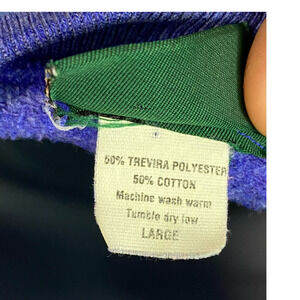 50% TREVIRA POLYESTER
50% COTTON
Machine wash warm
Tumble dry low
LARGE